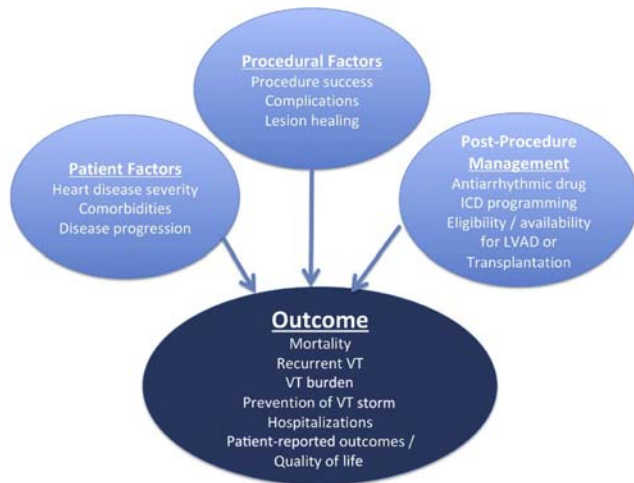 Procedural Factors
Procedure success
Complications
Lesion healing
Patient Factors
Heart disease severity
Comorbidities
Disease progression
Post-Procedure
Management
Antiarrhythmic drug
ICD programming
Eligibility / availability
for LVAD or
Transplantation
Outcome
Mortality
Recurrent VT
VT burden
Prevention of VT storm
Hospitalizations
Patient-reported outcomes /
Quality of life